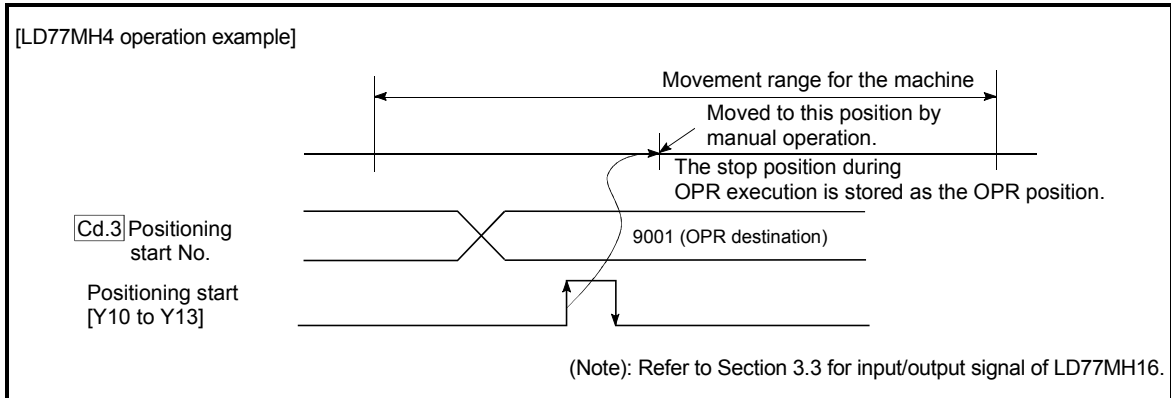 [LD77MH4 operation example]
Movement range for the machine
Moved to this position by
manual operation.
The stop position during
OPR execution is stored as the OPR position.
Cd.3 Positioning
start No.
9001 (OPR destination)
Positioning start
[Y10 to Y13]
(Note): Refer to Section 3.3 for input/output signal of LD77MH16.